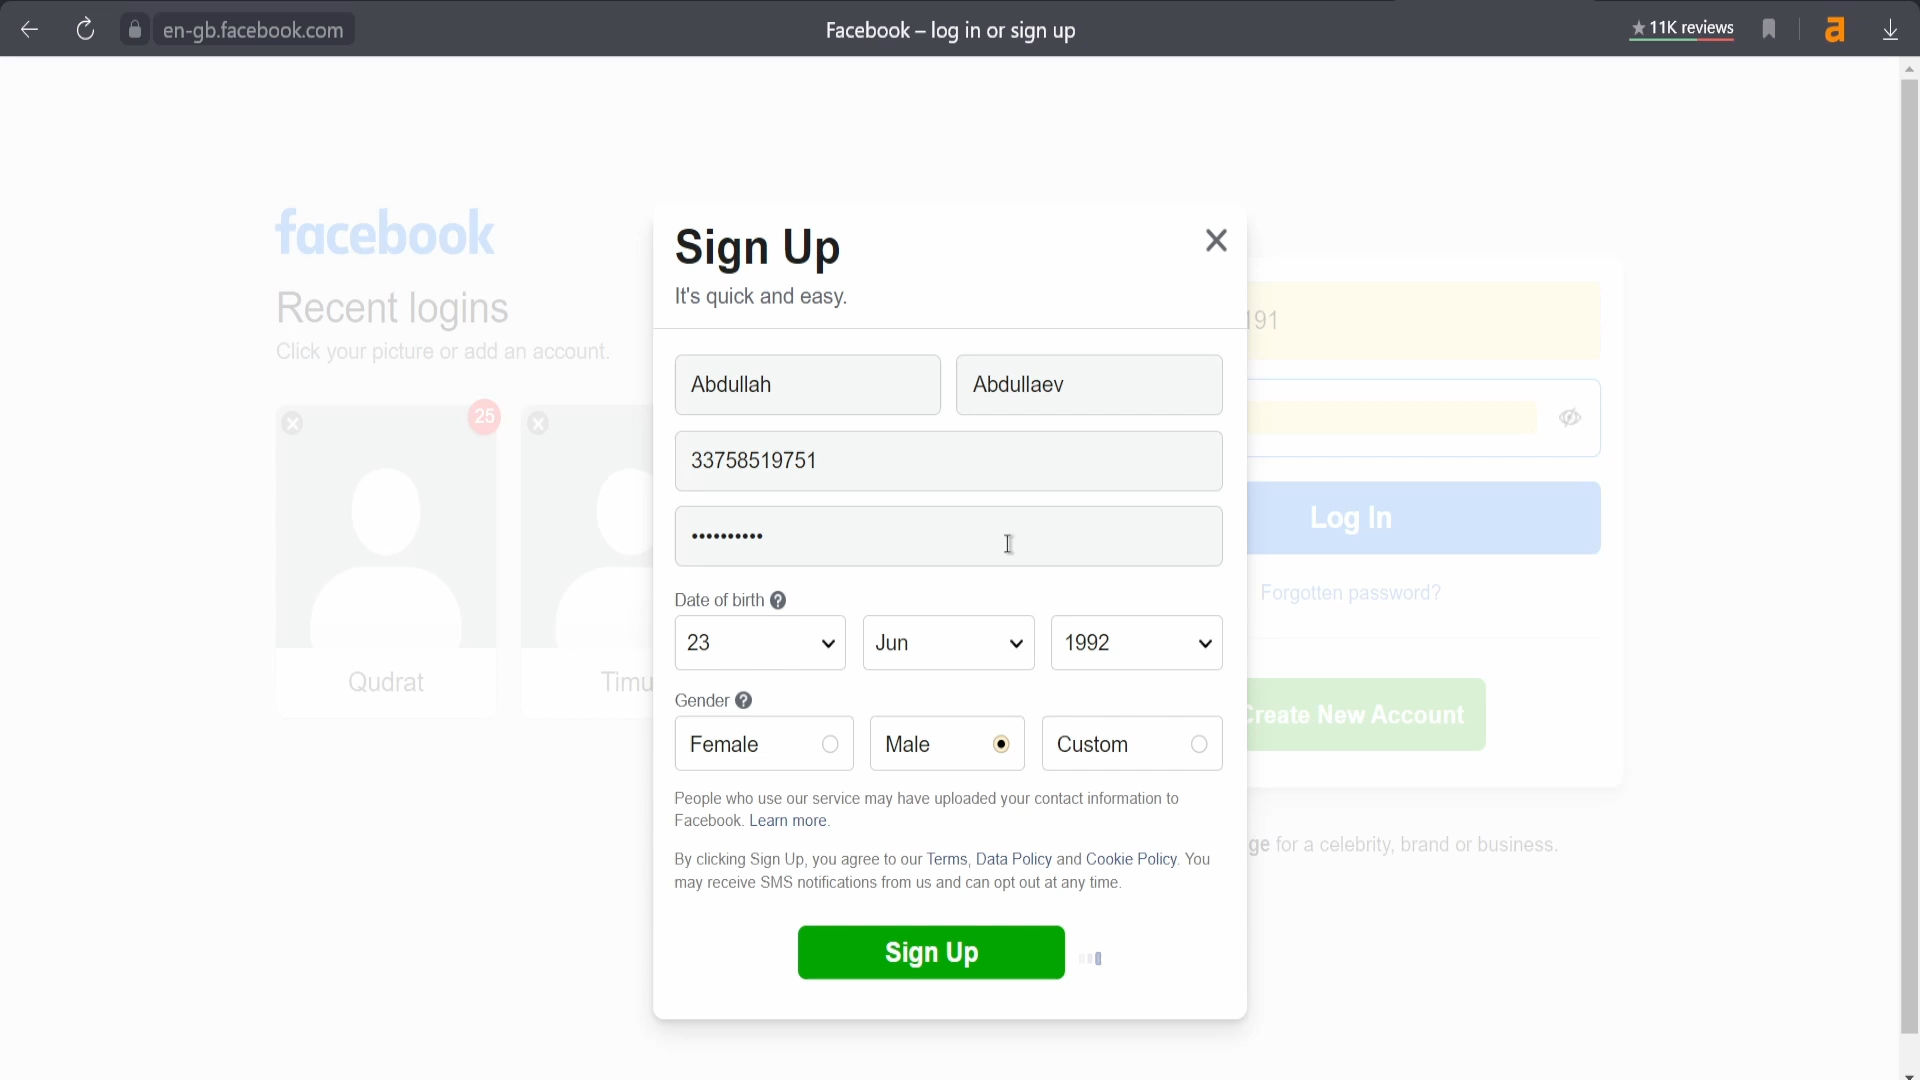 en-gb.facebook.com
Facebook – log in or sign up
★11K reviews
a
facebook
Recent logins
Click your picture or add an account.
25
Qudrat
Timu
Sign Up
It's quick and easy.
Abdullah Abdullaev
33758519751
••••••••••
Date of birth ?
23 Jun 1992
Gender ?
Female Male Custom
People who use our service may have uploaded your contact information to
Facebook. Learn more.
By clicking Sign Up, you agree to our Terms, Data Policy and Cookie Policy. You
may receive SMS notifications from us and can opt out at any time.
Sign Up
191
Log In
Forgotten password?
Create New Account
ge for a celebrity, brand or business.